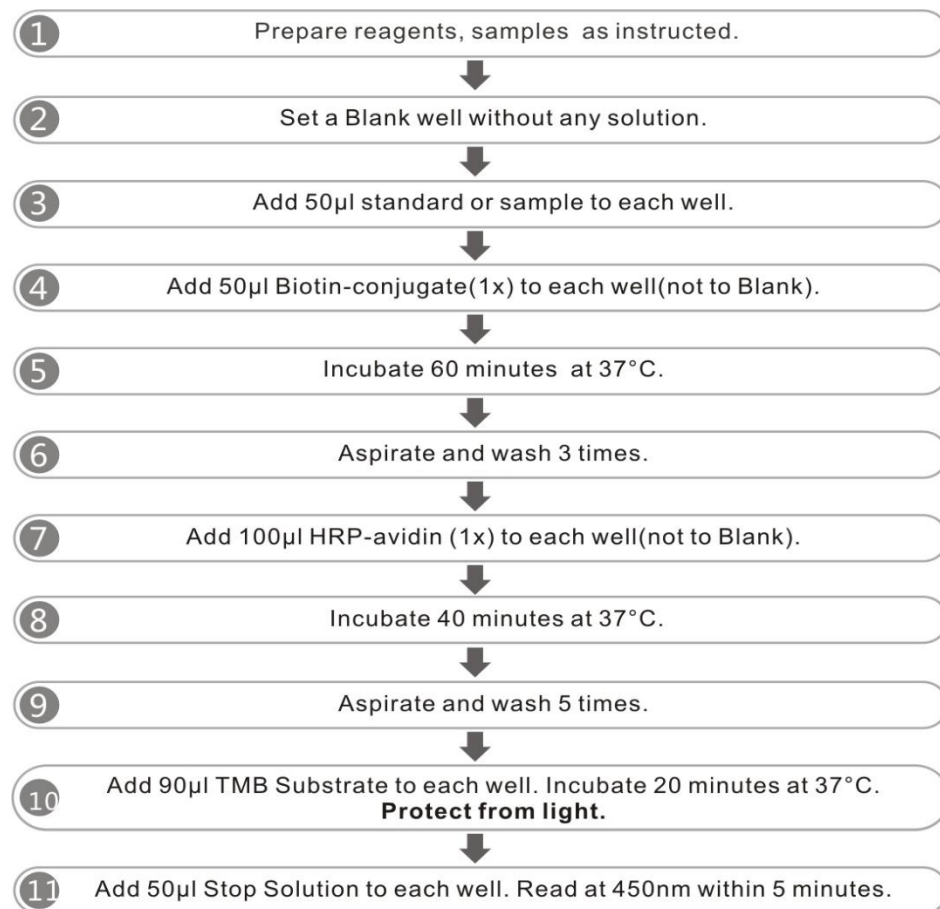 1 Prepare reagents, samples as instructed.
2 Set a Blank well without any solution.
3 Add 50μl standard or sample to each well.
4 Add 50μl Biotin-conjugate(1x) to each well(not to Blank).
5 Incubate 60 minutes at 37°C.
6 Aspirate and wash 3 times.
7 Add 100μl HRP-avidin (1x) to each well(not to Blank).
8 Incubate 40 minutes at 37°C.
9 Aspirate and wash 5 times.
10 Add 90μl TMB Substrate to each well. Incubate 20 minutes at 37°C.
Protect from light.
11 Add 50μl Stop Solution to each well. Read at 450nm within 5 minutes.